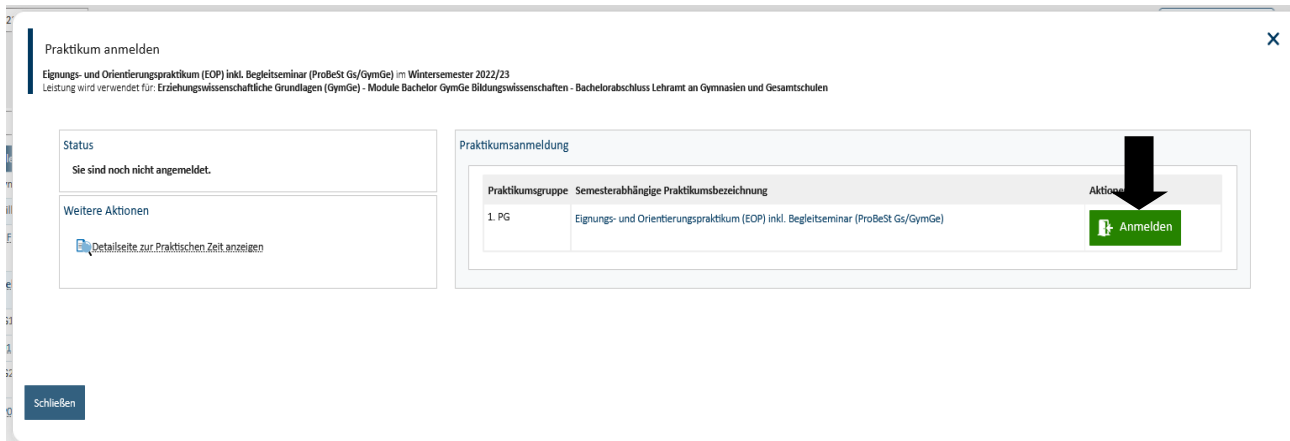 Praktikum anmelden
Eignungs- und Orientierungspraktikum (EOP) inkl. Begleitseminar (ProBeSt Gs/GymGe) im Wintersemester 2022/23
Leistung wird verwendet für: Erziehungswissenschaftliche Grundlagen (GymGe) - Module Bachelor GymGe Bildungswissenschaften - Bachelorabschluss Lehramt an Gymnasien und Gesamtschulen
Status
Sie sind noch nicht angemeldet.
Weitere Aktionen
Detailseite zur Praktischen Zeit anzeigen
Praktikumsanmeldung
Praktikumsgruppe Semesterabhängige Praktikumsbezeichnung Aktionen
1. PG Eignungs- und Orientierungspraktikum (EOP) inkl. Begleitseminar (ProBeSt Gs/GymGe) Anmelden
Schließen